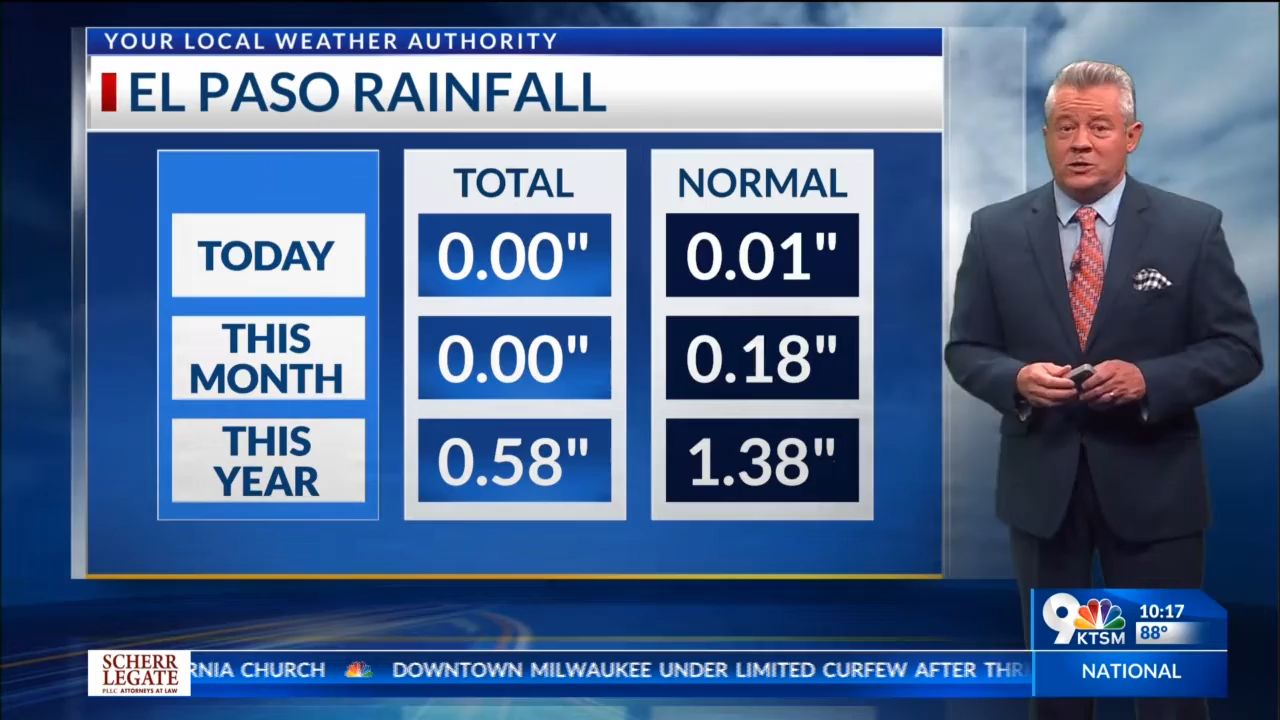 YOUR LOCAL WEATHER AUTHORITY
EL PASO RAINFALL
TOTAL
NORMAL
TODAY
0.00"
0.01"
THIS
MONTH
0.00"
0.18"
THIS
YEAR
0.58"
1.38"
9
KTSM
10:17
88°
SCHERR
LEGATE
PLLC ATTORNEYS AT LAW
CHURCH
DOWNTOWN MILWAUKEE UNDER LIMITED CURFEW AFTER
NATIONAL